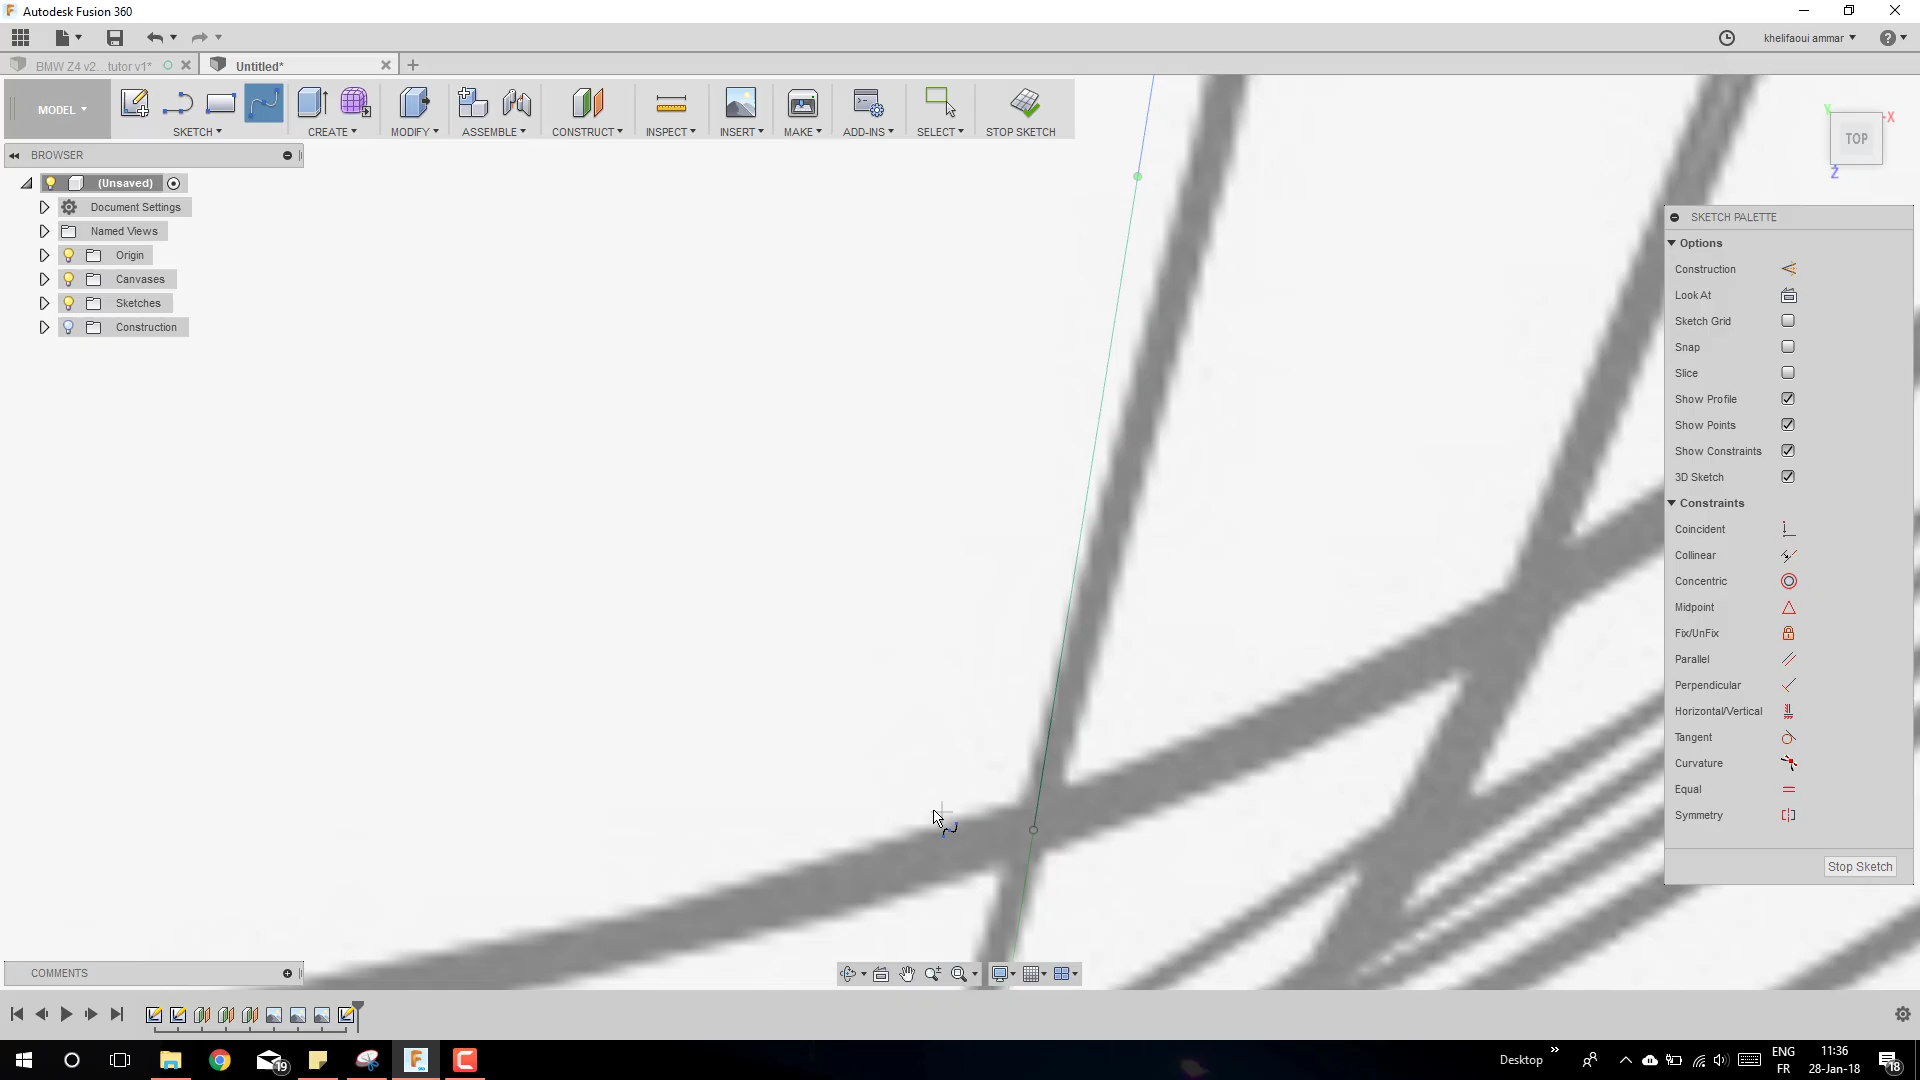 Autodesk Fusion 360
khelifaoui ammar
BMW Z4 v2...tutor v1*
Untitled*
MODEL
SKETCH
CREATE
MODIFY
ASSEMBLE
CONSTRUCT
INSPECT
INSERT
MAKE
ADD-INS
SELECT
STOP SKETCH
BROWSER
(Unsaved)
Document Settings
Named Views
Origin
Canvases
Sketches
Construction
Y
X
TOP
Z
SKETCH PALETTE
Options
Construction
Look At
Sketch Grid
Snap
Slice
Show Profile
Show Points
Show Constraints
3D Sketch
Constraints
Coincident
Collinear
Concentric
Midpoint
Fix/UnFix
Parallel
Perpendicular
Horizontal/Vertical
Tangent
Curvature
Equal
Symmetry
Stop Sketch
COMMENTS
19
Desktop
ENG
FR
11:36
28-Jan-18
18